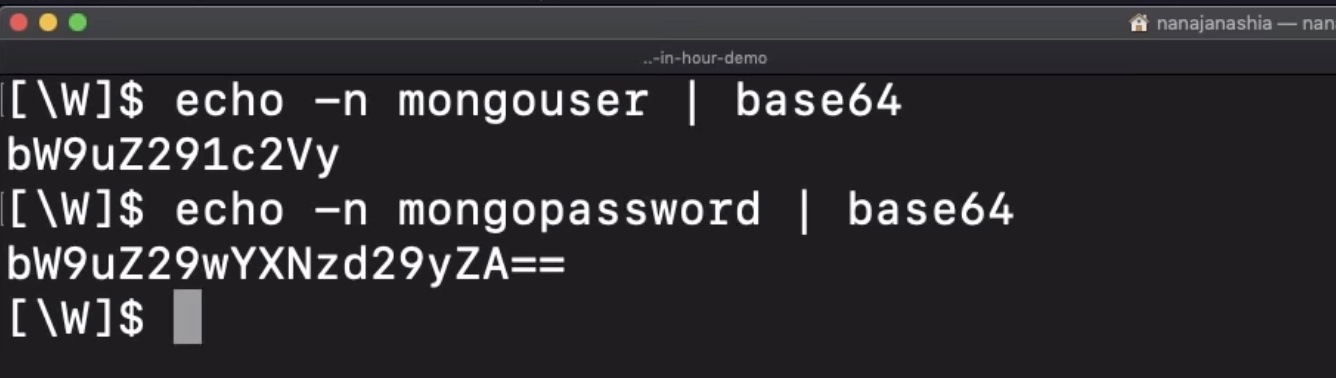 nanajanashia — nan
..-in-hour-demo
[\W]$ echo -n mongouser | base64
bW9uZ291c2Vy
[\W]$ echo -n mongopassword | base64
bW9uZ29wYXNzd29yZA==
[\W]$